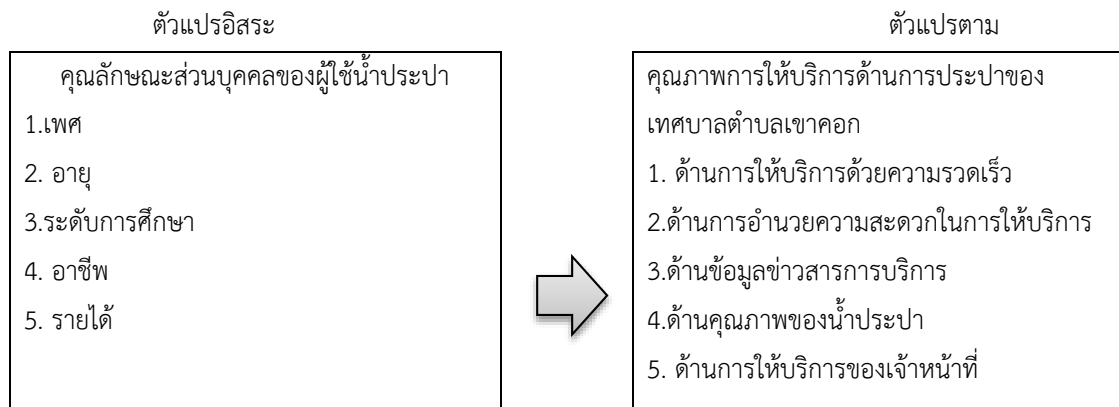 ตัวแปรอิสระ
คุณลักษณะส่วนบุคคลของผู้ใช้น้ำประปา
1.เพศ
2. อายุ
3.ระดับการศึกษา
4. อาชีพ
5. รายได้
ตัวแปรตาม
คุณภาพการให้บริการด้านการประปาของ
เทศบาลตำบลเขาคอก
1. ด้านการให้บริการด้วยความรวดเร็ว
2.ด้านการอำนวยความสะดวกในการให้บริการ
3.ด้านข้อมูลข่าวสารการบริการ
4.ด้านคุณภาพของน้ำประปา
5. ด้านการให้บริการของเจ้าหน้าที่